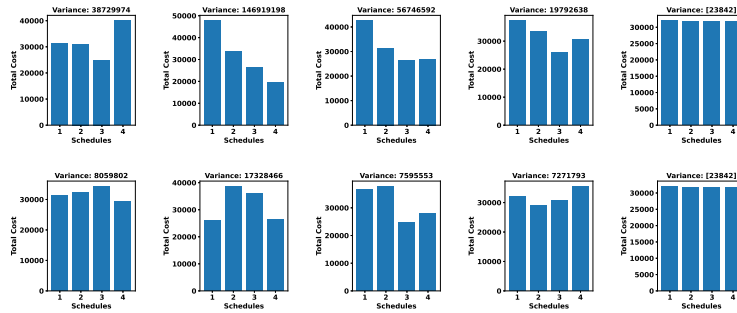 Variance: 38729974
Total Cost
40000
30000
20000
10000
0
1 2 3 4
Schedules
Variance: 146919198
Total Cost
50000
40000
30000
20000
10000
0
1 2 3 4
Schedules
Variance: 56746592
Total Cost
40000
30000
20000
10000
0
1 2 3 4
Schedules
Variance: 19792638
Total Cost
30000
20000
10000
0
1 2 3 4
Schedules
Variance: [23842]
Total Cost
30000
25000
20000
15000
10000
5000
0
1 2 3 4
Schedules
Variance: 8059802
Total Cost
30000
20000
10000
0
1 2 3 4
Schedules
Variance: 17328466
Total Cost
40000
30000
20000
10000
0
1 2 3 4
Schedules
Variance: 7595553
Total Cost
30000
20000
10000
0
1 2 3 4
Schedules
Variance: 7271793
Total Cost
30000
20000
10000
0
1 2 3 4
Schedules
Variance: [23842]
Total Cost
30000
25000
20000
15000
10000
5000
0
1 2 3 4
Schedules